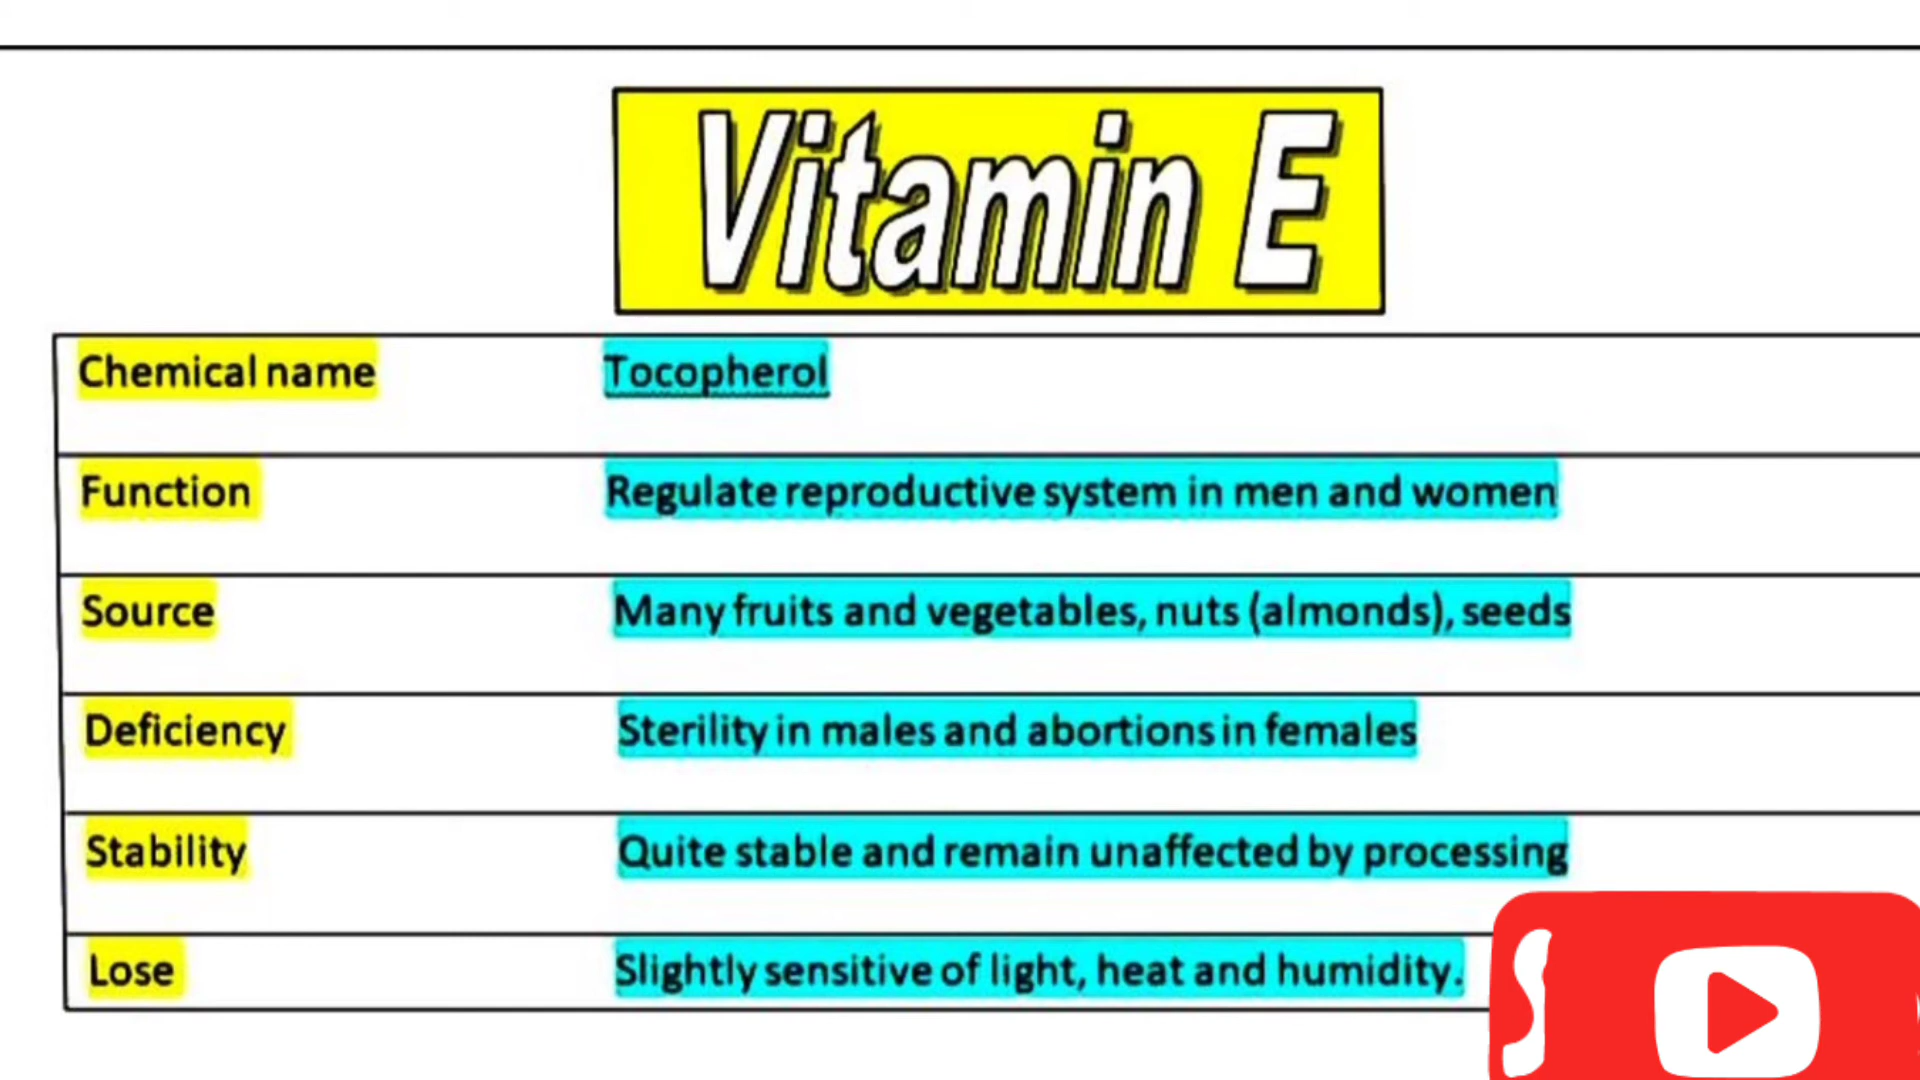 Vitamin E
Chemical name Tocopherol
Function Regulate reproductive system in men and women
Source Many fruits and vegetables, nuts (almonds), seeds
Deficiency Sterility in males and abortions in females
Stability Quite stable and remain unaffected by processing
Lose Slightly sensitive of light, heat and humidity.